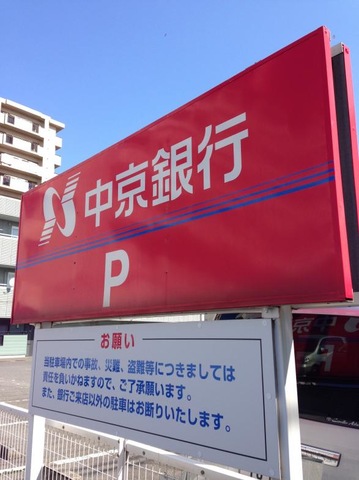 中京銀行
P
お願い
当駐車場内での事故、災難、盗難等につきましては
責任を負いかねますので、ご了承願います。
また、銀行ご来店以外の駐車はお断りいたします。